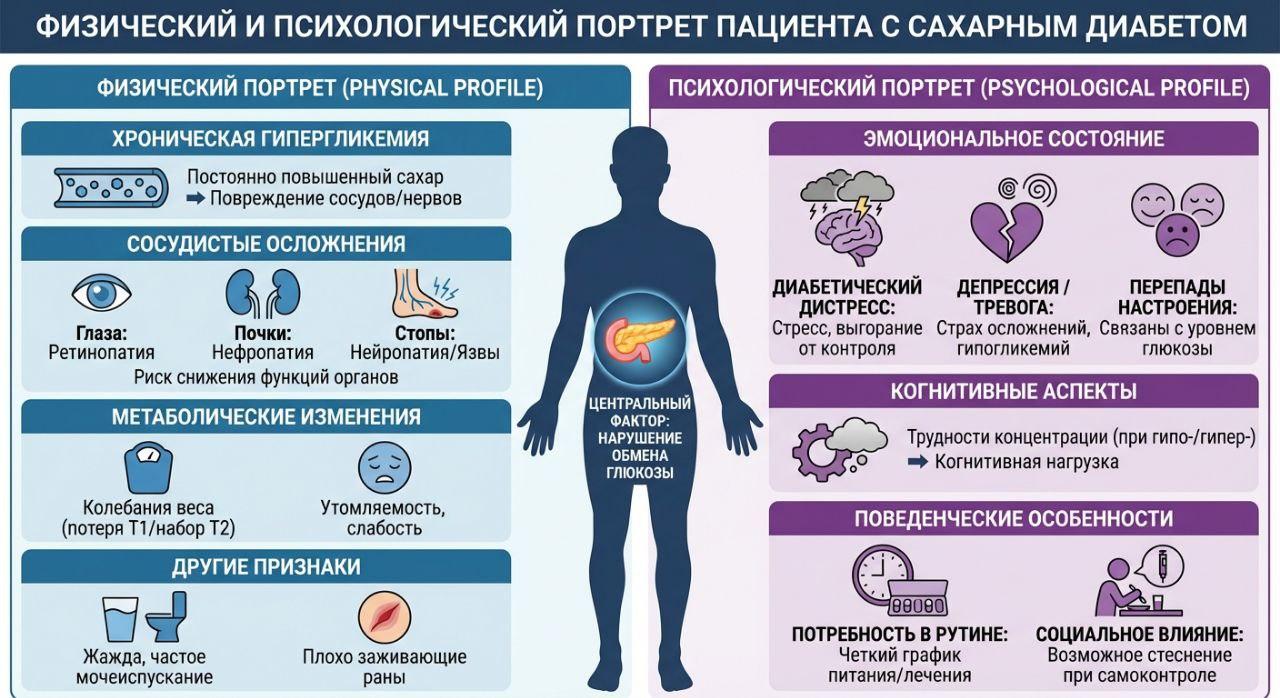 ФИЗИЧЕСКИЙ И ПСИХОЛОГИЧЕСКИЙ ПОРТРЕТ ПАЦИЕНТА С САХАРНЫМ ДИАБЕТОМ
ФИЗИЧЕСКИЙ ПОРТРЕТ (PHYSICAL PROFILE)
ХРОНИЧЕСКАЯ ГИПЕРГЛИКЕМИЯ
Постоянно повышенный сахар
➡ Повреждение сосудов/нервов
СОСУДИСТЫЕ ОСЛОЖНЕНИЯ
Глаза:
Ретинопатия
Почки:
Нефропатия
Стопы:
Нейропатия/Язвы
Риск снижения функций органов
МЕТАБОЛИЧЕСКИЕ ИЗМЕНЕНИЯ
Колебания веса
(потеря Т1/набор Т2)
Утомляемость,
слабость
ДРУГИЕ ПРИЗНАКИ
Жажда, частое
мочеиспускание
Плохо заживающие
раны
ЦЕНТРАЛЬНЫЙ
ФАКТОР:
НАРУШЕНИЕ
ОБМЕНА
ГЛЮКОЗЫ
ПСИХОЛОГИЧЕСКИЙ ПОРТРЕТ (PSYCHOLOGICAL PROFILE)
ЭМОЦИОНАЛЬНОЕ СОСТОЯНИЕ
ДИАБЕТИЧЕСКИЙ
ДИСТРЕСС:
Стресс, выгорание
от контроля
ДЕПРЕССИЯ /
ТРЕВОГА:
Страх осложнений,
гипогликемий
ПЕРЕПАДЫ
НАСТРОЕНИЯ:
Связаны с уровнем
глюкозы
КОГНИТИВНЫЕ АСПЕКТЫ
Трудности концентрации (при гипо-/гипер-)
➡ Когнитивная нагрузка
ПОВЕДЕНЧЕСКИЕ ОСОБЕННОСТИ
ПОТРЕБНОСТЬ В РУТИНЕ:
Четкий график
питания/лечения
СОЦИАЛЬНОЕ ВЛИЯНИЕ:
Возможное стеснение
при самоконтроле